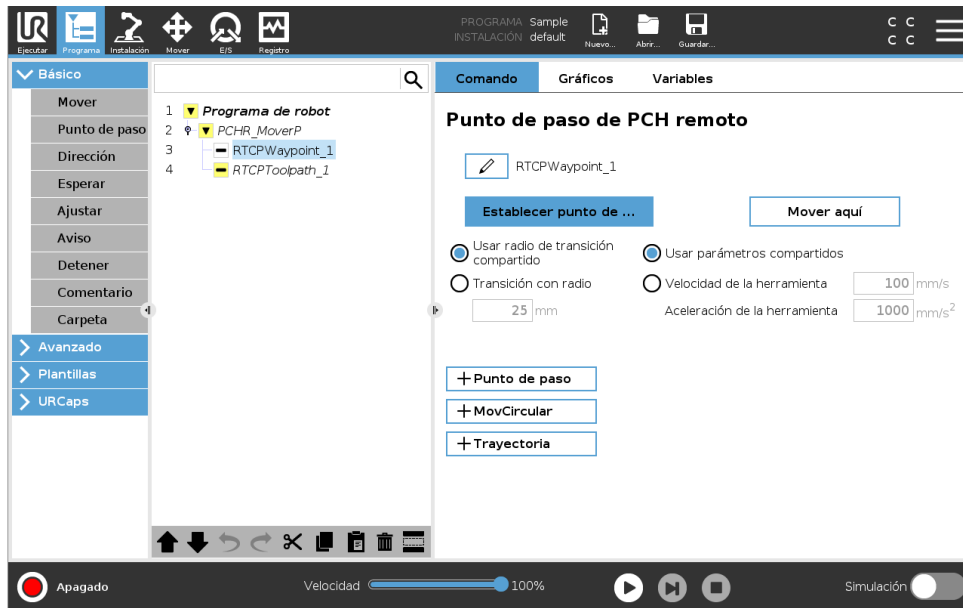 PROGRAMA Sample
INSTALACIÓN default
Ejecutar
Programa
Instalación
Mover
E/S
Registro
Nuevo...
Abrir...
Guardar...
C C
C C
Básico
Mover
Punto de paso
Dirección
Esperar
Ajustar
Aviso
Detener
Comentario
Carpeta
Avanzado
Plantillas
URCaps
1 Programa de robot
2 PCHR_MoverP
3 RTCPWaypoint_1
4 RTCPToolpath_1
Comando Gráficos Variables
Punto de paso de PCH remoto
RTCPWaypoint_1
Establecer punto de ...
Mover aquí
Usar radio de transición
compartido
Transición con radio
25 mm
Usar parámetros compartidos
Velocidad de la herramienta 100 mm/s
Aceleración de la herramienta 1000 mm/s²
+ Punto de paso
+ MovCircular
+ Trayectoria
Apagado
Velocidad 100%
Simulación